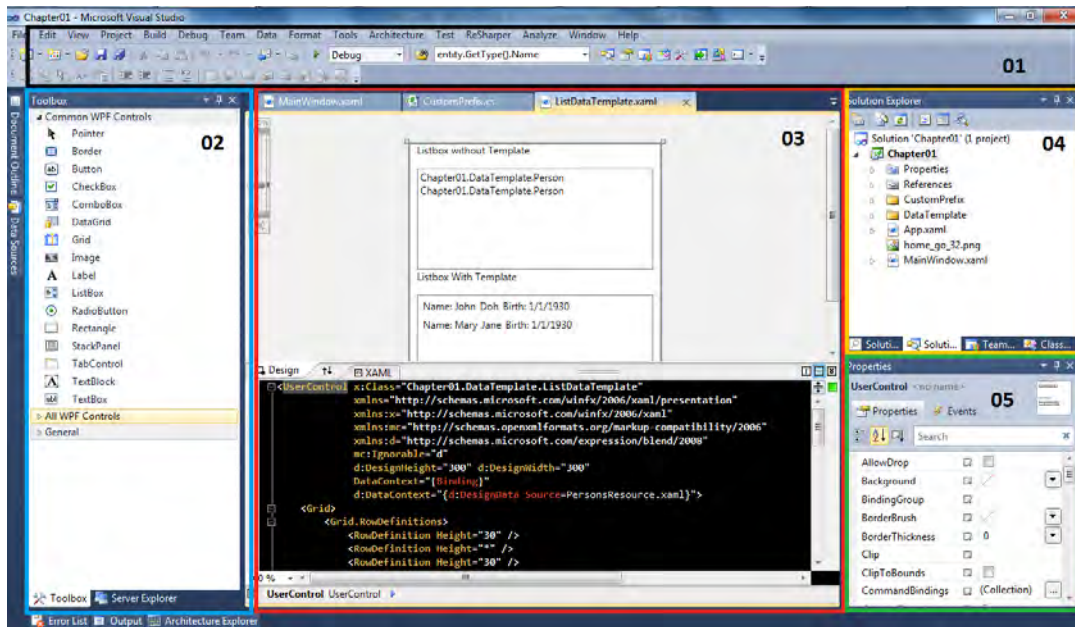 Chapter01 - Microsoft Visual Studio
File Edit View Project Build Debug Team Data Format Tools Architecture Test ReSharper Analyze Window Help
Debug entity.GetType().Name
01
Document Outline
Data Sources
Toolbox
02
Common WPF Controls
Pointer
Border
Button
CheckBox
ComboBox
DataGrid
Grid
Image
Label
ListBox
RadioButton
Rectangle
StackPanel
TabControl
TextBlock
TextBox
All WPF Controls
General
Toolbox Server Explorer
MainWindow.xaml CustomPrefix.cs ListDataTemplate.xaml
03
Listbox without Template
Chapter01.DataTemplate.Person
Chapter01.DataTemplate.Person
Listbox With Template
Name: John Doh Birth: 1/1/1930
Name: Mary Jane Birth: 1/1/1930
Design XAML
<UserControl x:Class="Chapter01.DataTemplate.ListDataTemplate"
xmlns="http://schemas.microsoft.com/winfx/2006/xaml/presentation"
xmlns:x="http://schemas.microsoft.com/winfx/2006/xaml"
xmlns:mc="http://schemas.openxmlformats.org/markup-compatibility/2006"
xmlns:d="http://schemas.microsoft.com/expression/blend/2008"
mc:Ignorable="d"
d:DesignHeight="300" d:DesignWidth="300"
DataContext="{Binding}"
d:DataContext="{d:DesignData Source=PersonsResource.xaml}">
<Grid>
<Grid.RowDefinitions>
<RowDefinition Height="30" />
<RowDefinition Height="*" />
<RowDefinition Height="30" />
0 %
UserControl UserControl
Solution Explorer
04
Solution 'Chapter01' (1 project)
Chapter01
Properties
References
CustomPrefix
DataTemplate
App.xaml
home_go_32.png
MainWindow.xaml
Soluti... Soluti... Team... Class...
Properties
UserControl <no name>
05
Properties Events
Search
AllowDrop
Background
BindingGroup
BorderBrush
BorderThickness 0
Clip
ClipToBounds
CommandBindings (Collection) ...
Error List Output Architecture Explorer